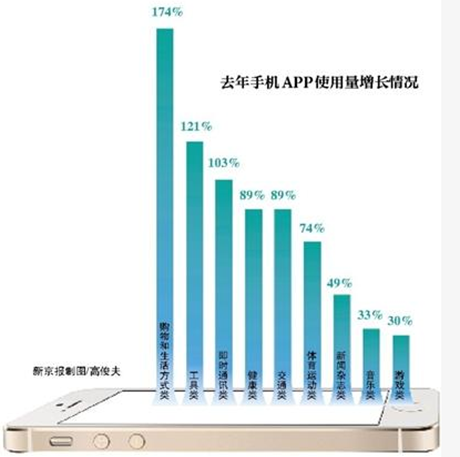 174%
去年手机APP使用量增长情况
121%
103%
89%
89%
74%
49%
33%
30%
购物和生活方式类
工具类
即时通讯类
健康类
交通类
体育运动类
新闻杂志类
音乐类
游戏类
新京报制图/高俊夫